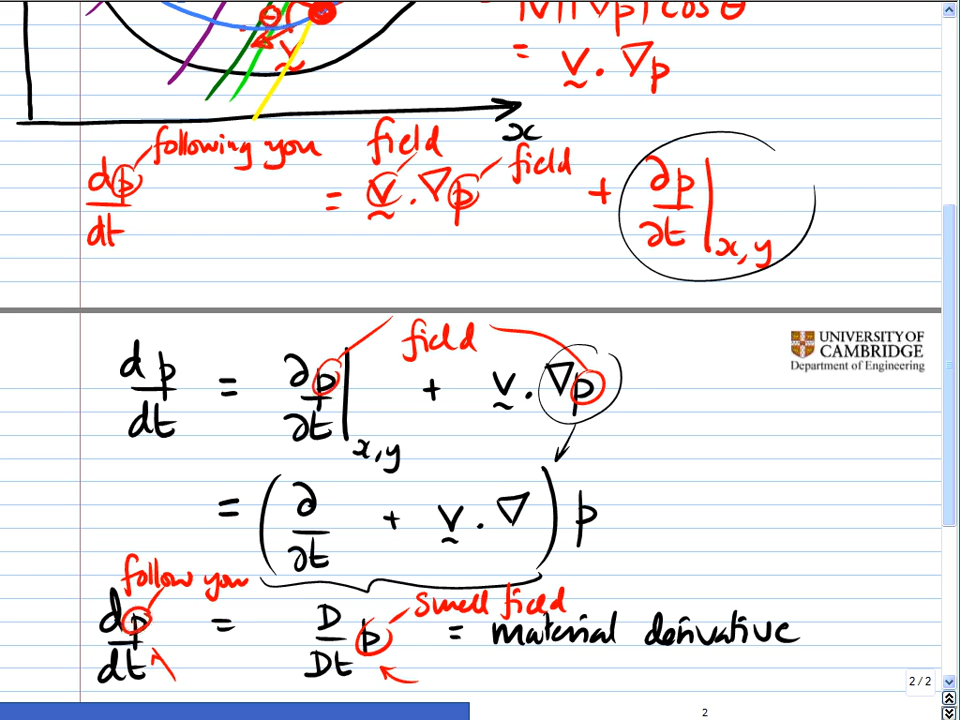 θ
|v||∇p| cos θ
v
= v . ∇p
x
following you field field
dp/dt = v . ∇p + ∂p/∂t |x,y
field
UNIVERSITY OF
CAMBRIDGE
Department of Engineering
dp/dt = ∂p/∂t |x,y + v . ∇p
= (∂/∂t + v . ∇) p
follow you smell field
dp/dt = D/Dt p = material derivative
2 / 2
2